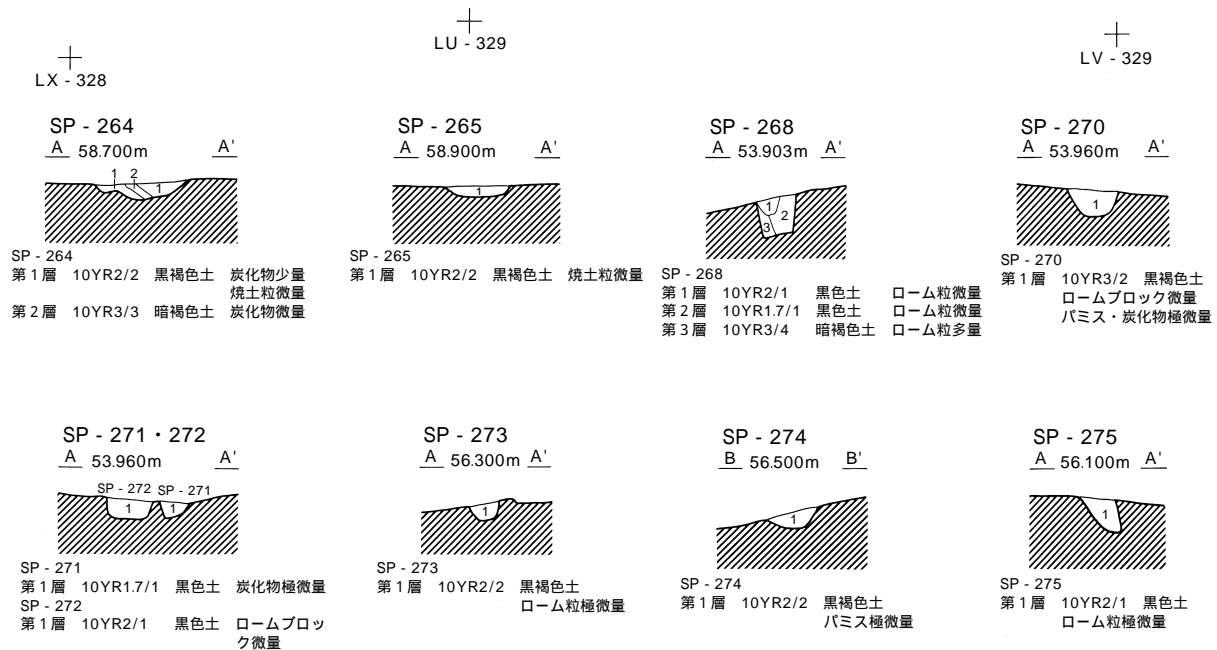 LX - 328
LU - 329
LV - 329
SP - 264
A 58.700m A'
1 2 1
SP - 264
第1層 10YR2/2 黒褐色土 炭化物少量
焼土粒微量
第2層 10YR3/3 暗褐色土 炭化物微量
SP - 265
A 58.900m A'
1
SP - 265
第1層 10YR2/2 黒褐色土 焼土粒微量
SP - 268
A 53.903m A'
1
2
3
SP - 268
第1層 10YR2/1 黒色土 ローム粒微量
第2層 10YR1.7/1 黒色土 ローム粒微量
第3層 10YR3/4 暗褐色土 ローム粒多量
SP - 270
A 53.960m A'
1
SP - 270
第1層 10YR3/2 黒褐色土
ロームブロック微量
パミス・炭化物極微量
SP - 271・272
A 53.960m A'
SP - 272 SP - 271
1 1
SP - 271
第1層 10YR1.7/1 黒色土 炭化物極微量
SP - 272
第1層 10YR2/1 黒色土 ロームブロッ
ク微量
SP - 273
A 56.300m A'
1
SP - 273
第1層 10YR2/2 黒褐色土
ローム粒極微量
SP - 274
B 56.500m B'
1
SP - 274
第1層 10YR2/2 黒褐色土
パミス極微量
SP - 275
A 56.100m A'
1
SP - 275
第1層 10YR2/1 黒色土
ローム粒極微量